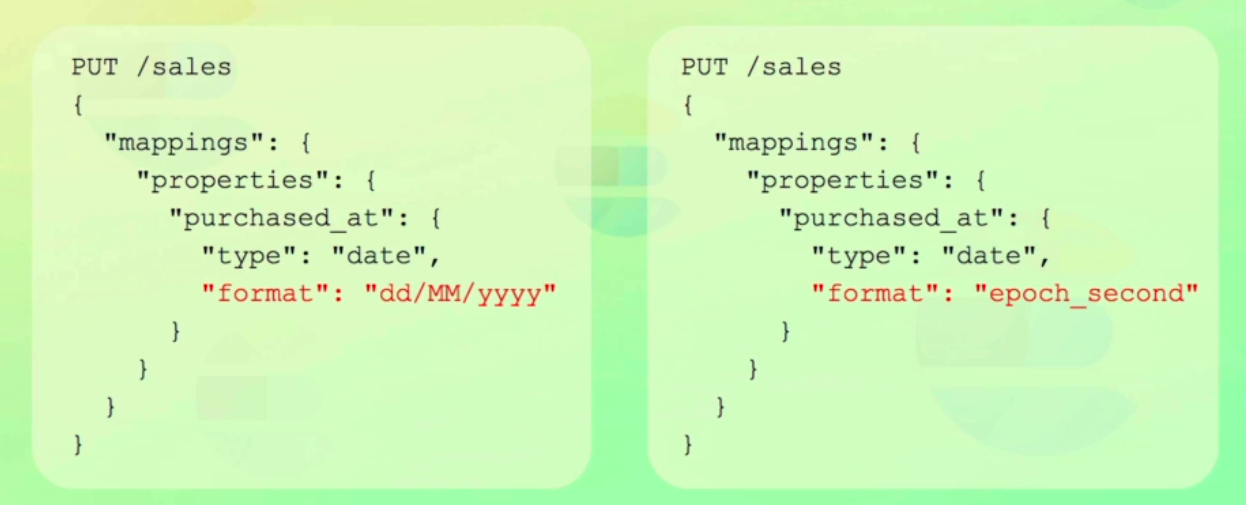 PUT /sales
{
  "mappings": {
    "properties": {
      "purchased_at": {
        "type": "date",
        "format": "dd/MM/yyyy"
      }
    }
  }
}
PUT /sales
{
  "mappings": {
    "properties": {
      "purchased_at": {
        "type": "date",
        "format": "epoch_second"
      }
    }
  }
}